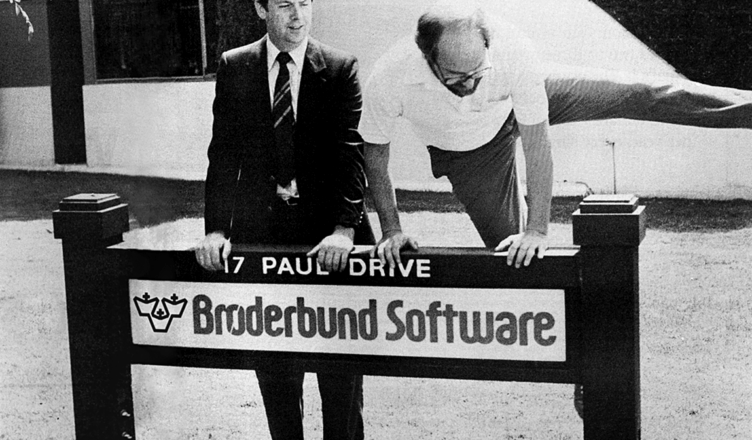 17 PAUL DRIVE
Brøderbund Software